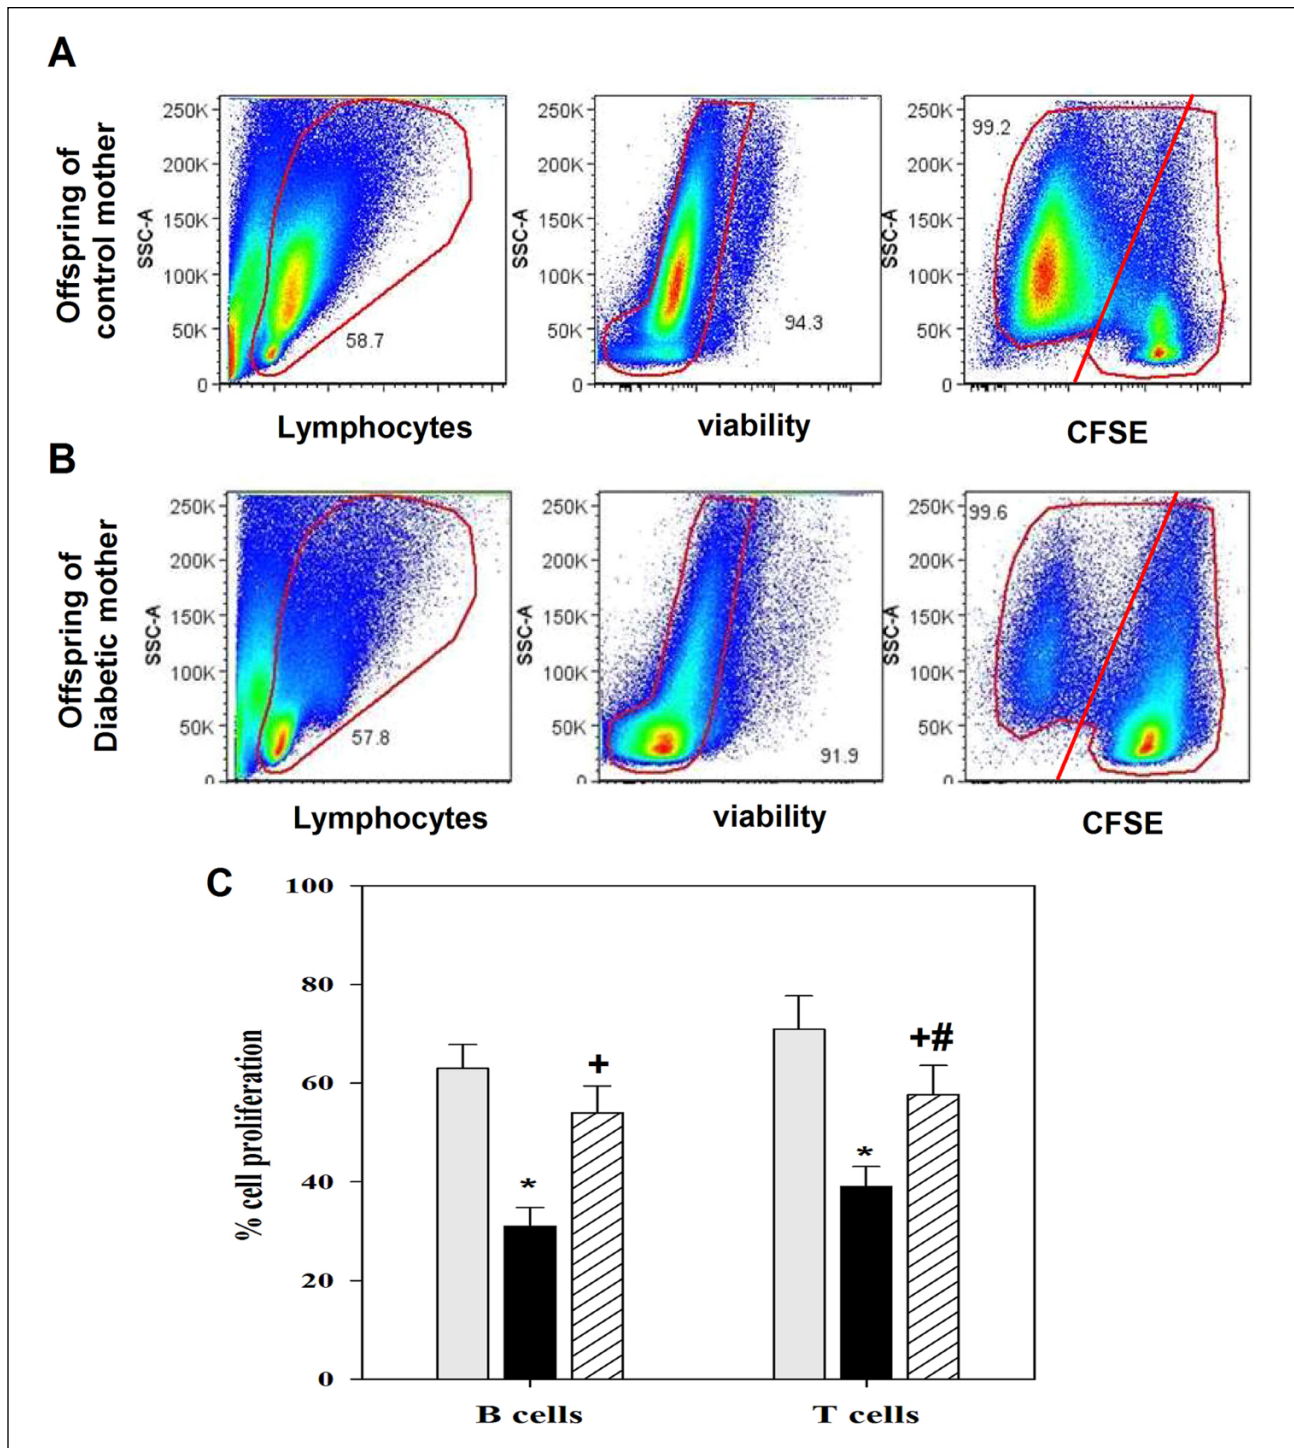 A
Offspring of
control mother
SSC-A
250K
200K
150K
100K
50K
0
58.7
Lymphocytes
SSC-A
250K
200K
150K
100K
50K
0
94.3
viability
SSC-A
250K
200K
150K
100K
50K
0
99.2
CFSE
B
Offspring of
Diabetic mother
SSC-A
250K
200K
150K
100K
50K
0
57.8
Lymphocytes
SSC-A
250K
200K
150K
100K
50K
0
91.9
viability
SSC-A
250K
200K
150K
100K
50K
0
99.6
CFSE
C
% cell proliferation
100
80
60
40
20
0
*
+
*
+#
B cells
T cells